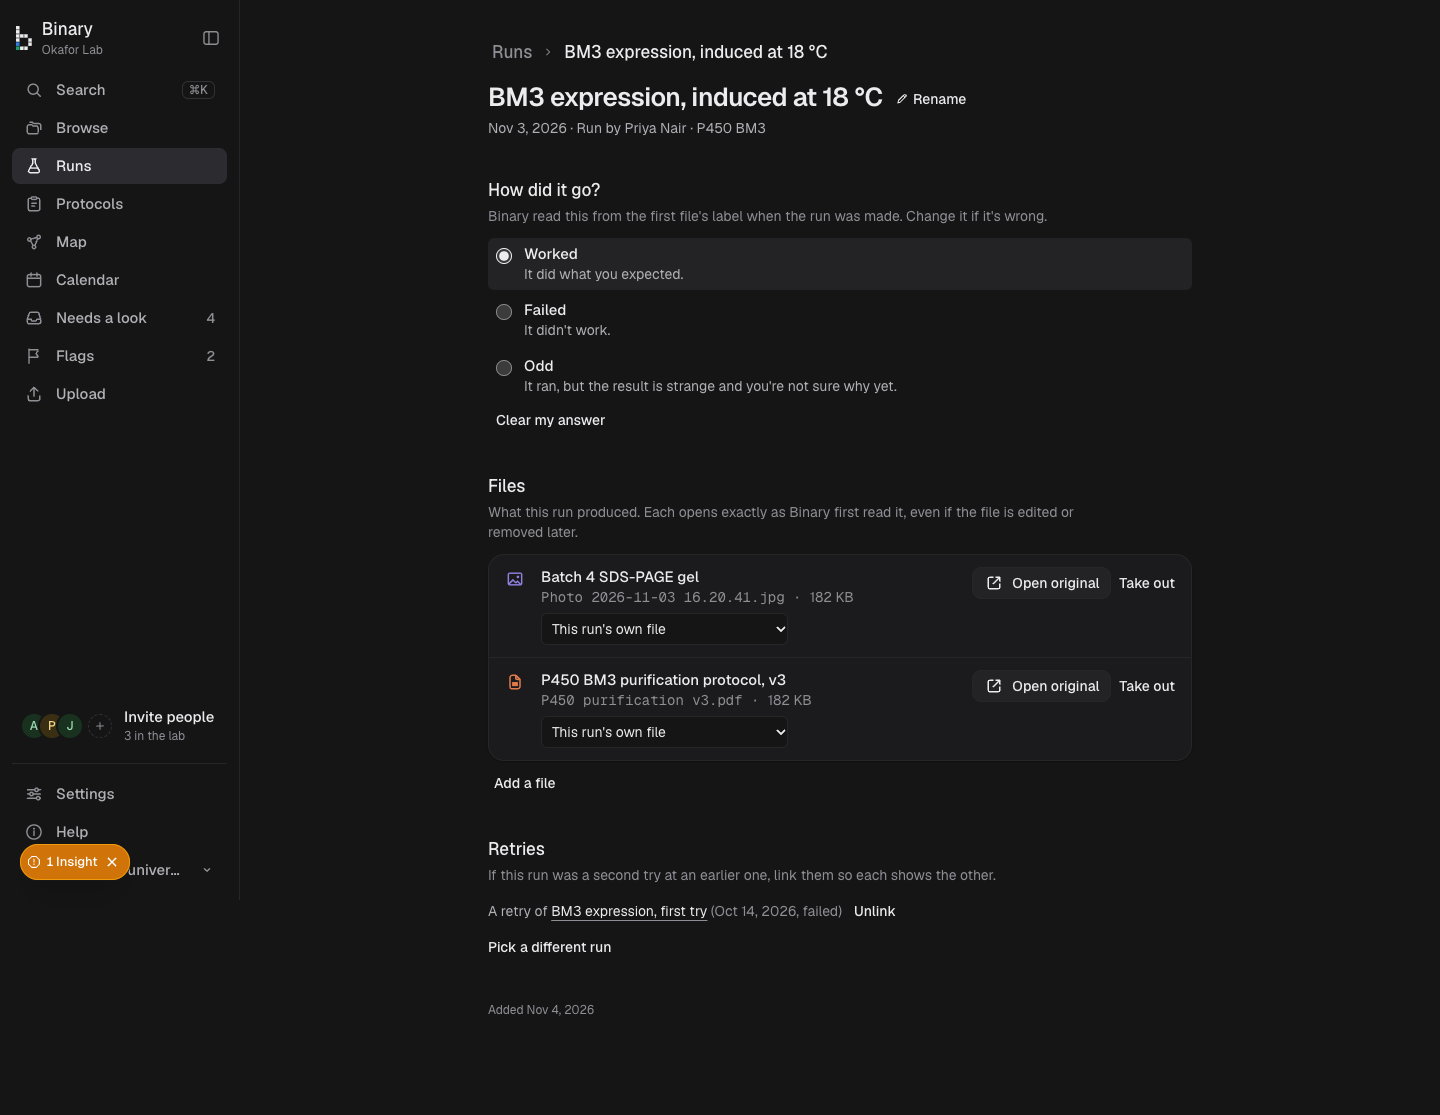 Binary
Okafor Lab
Search ⌘K
Browse
Runs
Protocols
Map
Calendar
Needs a look 4
Flags 2
Upload
A P J + Invite people
3 in the lab
Settings
Help
1 Insight
univer...
Runs › BM3 expression, induced at 18 °C
BM3 expression, induced at 18 °C Rename
Nov 3, 2026 · Run by Priya Nair · P450 BM3
How did it go?
Binary read this from the first file's label when the run was made. Change it if it's wrong.
Worked
It did what you expected.
Failed
It didn't work.
Odd
It ran, but the result is strange and you're not sure why yet.
Clear my answer
Files
What this run produced. Each opens exactly as Binary first read it, even if the file is edited or
removed later.
Batch 4 SDS-PAGE gel
Photo 2026-11-03 16.20.41.jpg · 182 KB
This run's own file
Open original Take out
P450 BM3 purification protocol, v3
P450 purification v3.pdf · 182 KB
This run's own file
Open original Take out
Add a file
Retries
If this run was a second try at an earlier one, link them so each shows the other.
A retry of BM3 expression, first try (Oct 14, 2026, failed) Unlink
Pick a different run
Added Nov 4, 2026